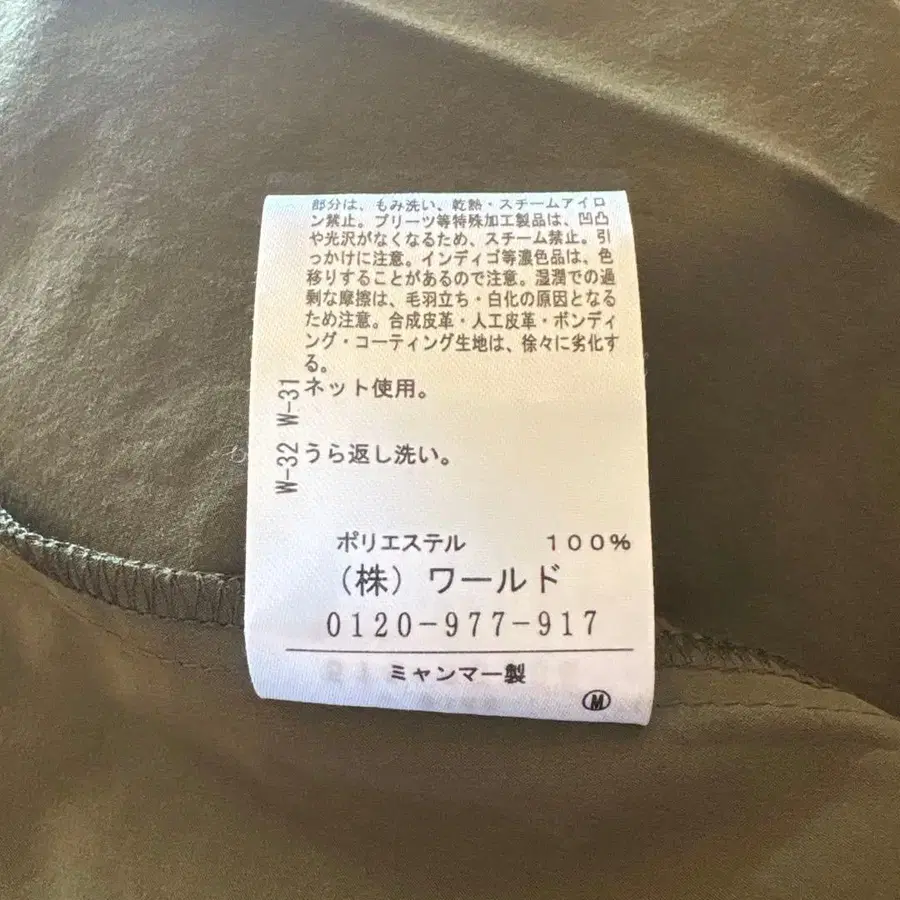 部分は、もみ洗い、乾熱・スチームアイロ
ン禁止。プリーツ等特殊加工製品は、凹凸
や光沢がなくなるため、スチーム禁止。引
っかけに注意。インディゴ等濃色品は、色
移りすることがあるので注意。湿潤での過
剰な摩擦は、毛羽立ち・白化の原因となる
ため注意。合成皮革・人工皮革・ボンディ
ング・コーティング生地は、徐々に劣化す
る。
W-31 ネット使用。
W-32 うら返し洗い。
ポリエステル 100%
（株）ワールド
0120-977-917
ミャンマー製
M